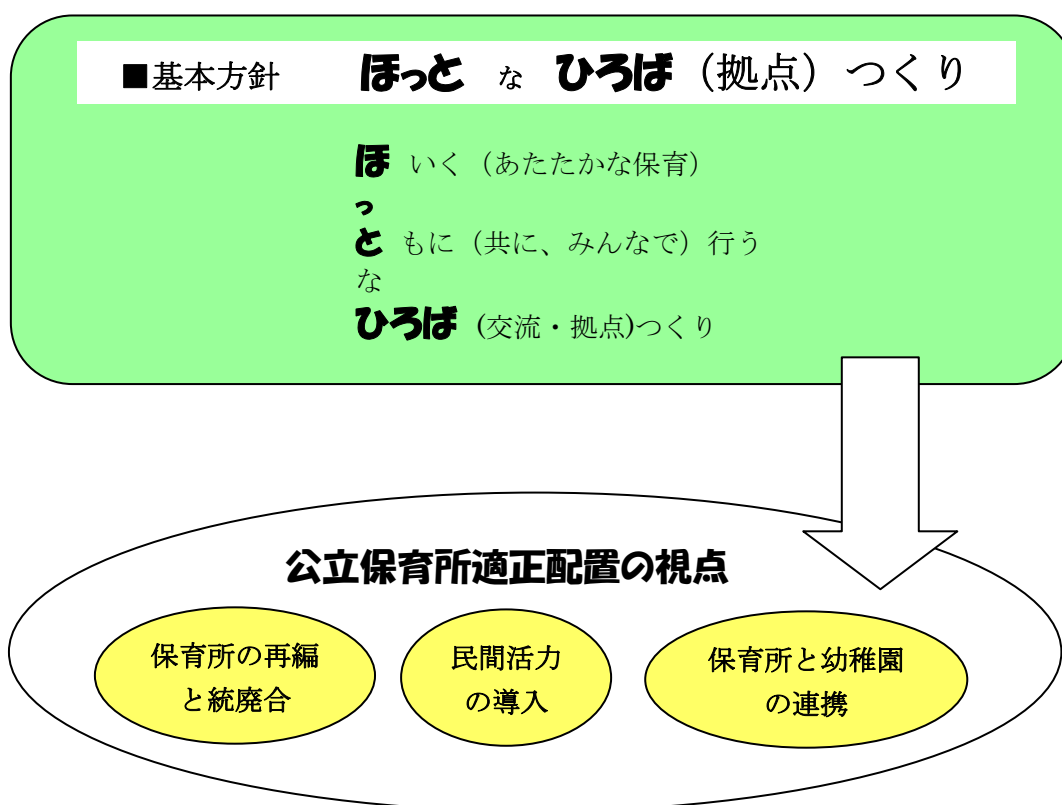 ■基本方針 ほっと な ひろば（拠点）つくり
ほ いく（あたたかな保育）
っ
と もに（共に、みんなで）行う
な
ひろば (交流・拠点)つくり
公立保育所適正配置の視点
保育所の再編
と統廃合
民間活力
の導入
保育所と幼稚園
の連携